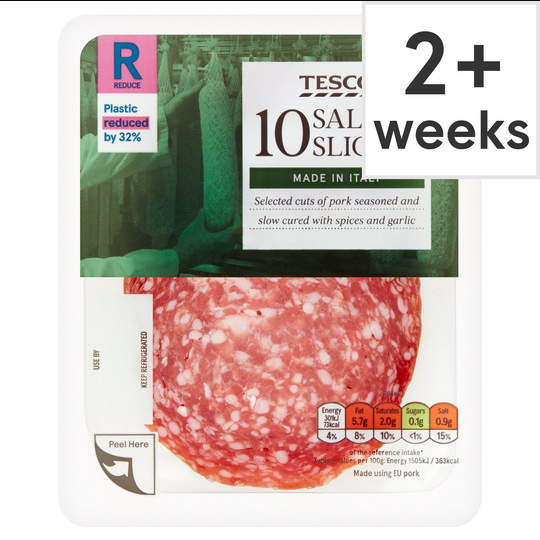 2+
weeks
R
REDUCE
Plastic
reduced
by 32%
TESCO
10 SAL
SLIC
MADE IN ITALY
Selected cuts of pork seasoned and
slow cured with spices and garlic
USE BY
KEEP REFRIGERATED
Peel Here
Energy
301kJ
73kcal
4%
Fat
5.7g
8%
Saturates
2.0g
10%
Sugars
0.1g
<1%
Salt
0.9g
15%
of the reference intake*
Typical values per 100g: Energy 1505kJ / 363kcal
Made using EU pork